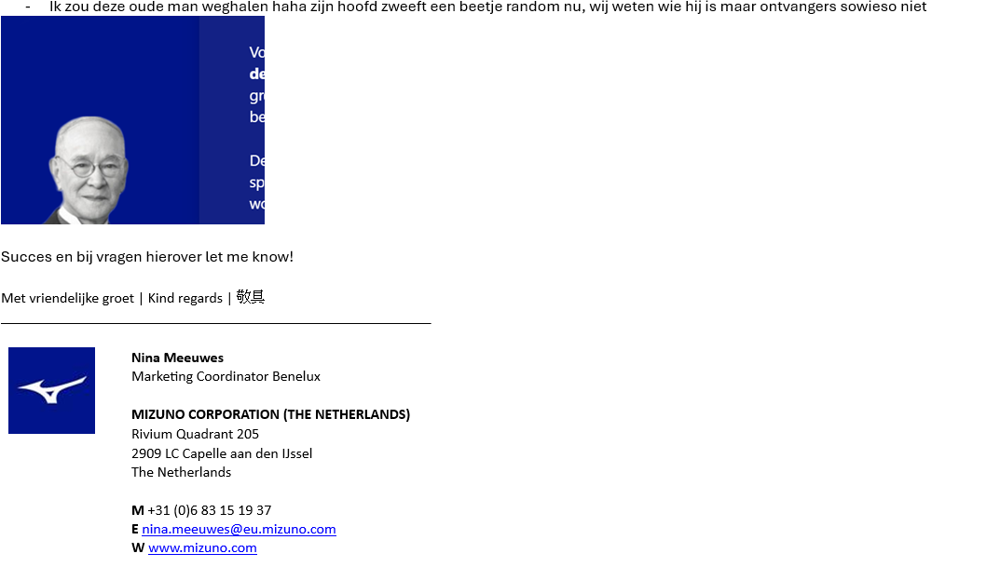 - Ik zou deze oude man weghalen haha zijn hoofd zweeft een beetje random nu, wij weten wie hij is maar ontvangers sowieso niet
Vo
de
gr
be
De
sp
wo
Succes en bij vragen hierover let me know!
Met vriendelijke groet | Kind regards | 敬具
Nina Meeuwes
Marketing Coordinator Benelux
MIZUNO CORPORATION (THE NETHERLANDS)
Rivium Quadrant 205
2909 LC Capelle aan den IJssel
The Netherlands
M +31 (0)6 83 15 19 37
E nina.meeuwes@eu.mizuno.com
W www.mizuno.com